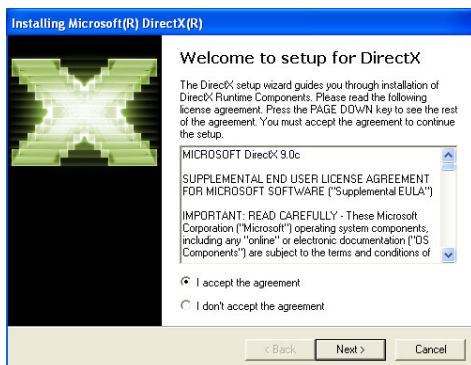 Installing Microsoft(R) DirectX(R)
Welcome to setup for DirectX
The DirectX setup wizard guides you through installation of
DirectX Runtime Components. Please read the following
license agreement. Press the PAGE DOWN key to see the rest
of the agreement. You must accept the agreement to continue
the setup.
MICROSOFT DirectX 9.0c
SUPPLEMENTAL END USER LICENSE AGREEMENT
FOR MICROSOFT SOFTWARE ("Supplemental EULA")
IMPORTANT: READ CAREFULLY - These Microsoft
Corporation ("Microsoft") operating system components,
including any "online" or electronic documentation ("OS
Components") are subject to the terms and conditions of
I accept the agreement
I don't accept the agreement
< Back
Next >
Cancel